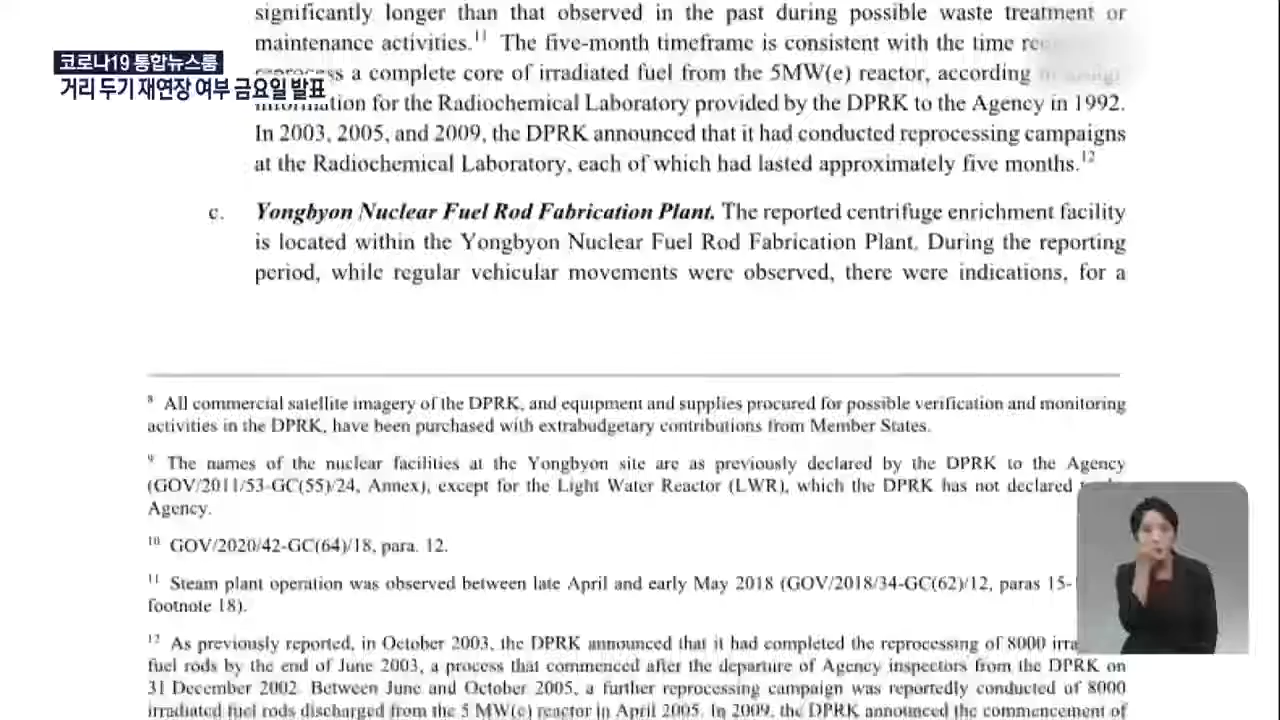 significantly longer than that observed in the past during possible waste treatment or
maintenance activities.11 The five-month timeframe is consistent with the time
코로나19 통합뉴스룸
거리 두기 재연장 여부 금요일 발표
a complete core of irradiated fuel from the 5MW(e) reactor, according
information for the Radiochemical Laboratory provided by the DPRK to the Agency in 1992.
In 2003, 2005, and 2009, the DPRK announced that it had conducted reprocessing campaigns
at the Radiochemical Laboratory, each of which had lasted approximately five months.12
c. Yongbyon Nuclear Fuel Rod Fabrication Plant. The reported centrifuge enrichment facility
is located within the Yongbyon Nuclear Fuel Rod Fabrication Plant. During the reporting
period, while regular vehicular movements were observed, there were indications, for a
8 All commercial satellite imagery of the DPRK, and equipment and supplies procured for possible verification and monitoring
activities in the DPRK, have been purchased with extrabudgetary contributions from Member States.
9 The names of the nuclear facilities at the Yongbyon site are as previously declared by the DPRK to the Agency
(GOV/2011/53-GC(55)/24, Annex), except for the Light Water Reactor (LWR), which the DPRK has not declared
Agency.
10 GOV/2020/42-GC(64)/18, para. 12.
11 Steam plant operation was observed between late April and early May 2018 (GOV/2018/34-GC(62)/12, paras 15-
footnote 18).
12 As previously reported, in October 2003, the DPRK announced that it had completed the reprocessing of 8000
fuel rods by the end of June 2003, a process that commenced after the departure of Agency inspectors from the DPRK on
31 December 2002. Between June and October 2005, a further reprocessing campaign was reportedly conducted of 8000
irradiated fuel rods discharged from the 5 MW(e) reactor in April 2005. In 2009, the DPRK announced the commencement of